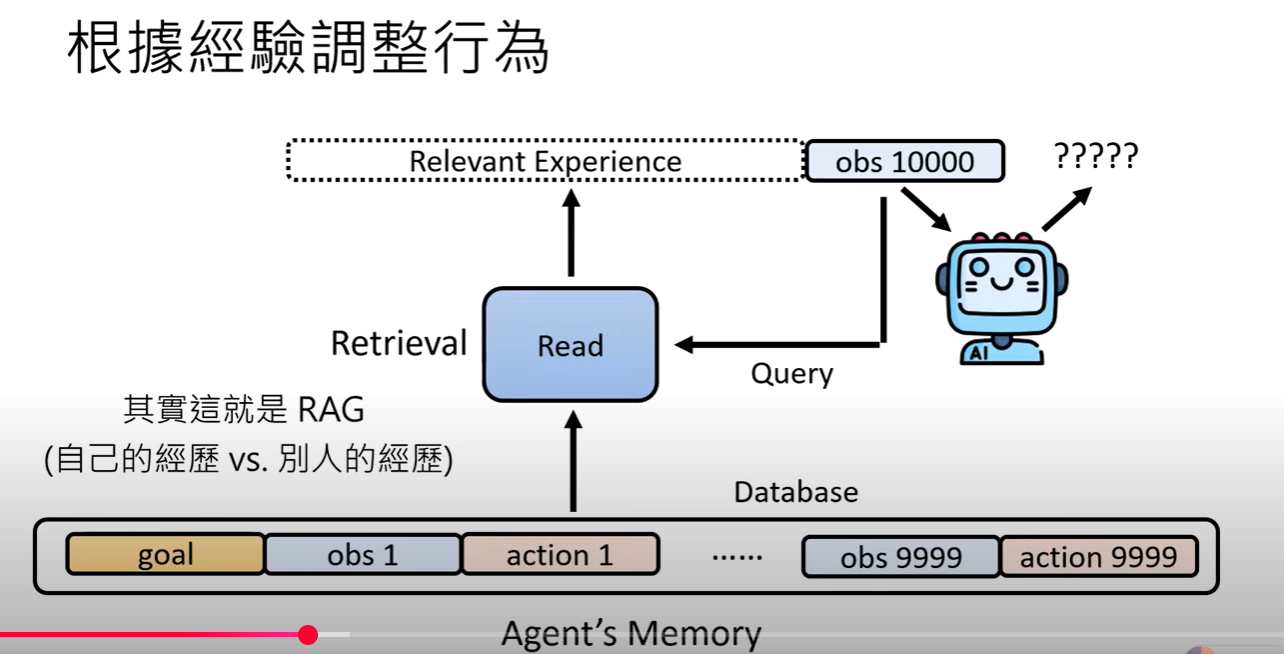 根據經驗調整行為
Relevant Experience
obs 10000
?????
Retrieval
Read
Query
AI
其實這就是 RAG
(自己的經歷 vs. 別人的經歷)
Database
goal
obs 1
action 1
......
obs 9999
action 9999
Agent's Memory